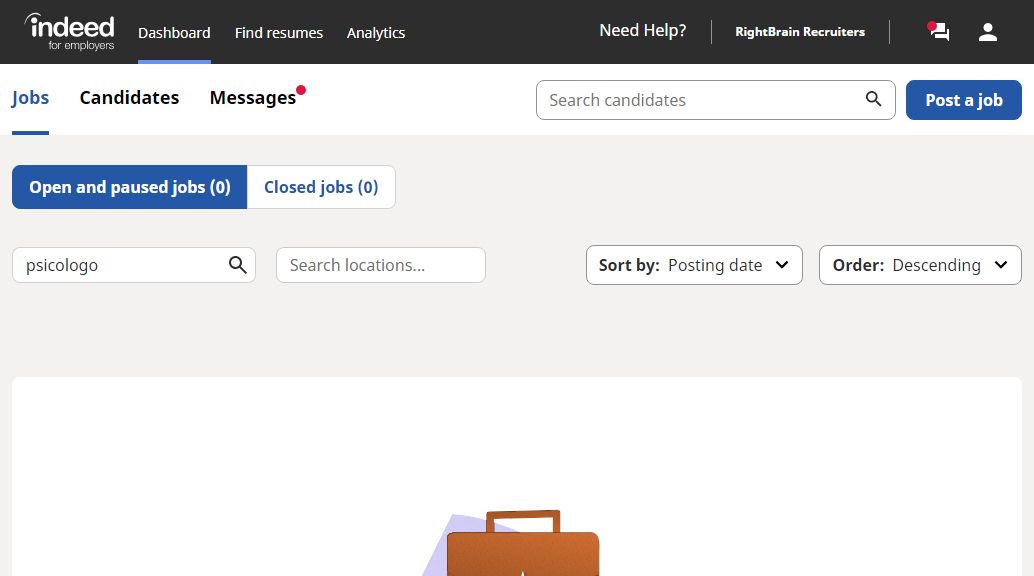 indeed
for employers
Dashboard
Find resumes
Analytics
Need Help?
RightBrain Recruiters
Jobs
Candidates
Messages
Search candidates
Post a job
Open and paused jobs (0)
Closed jobs (0)
psicologo
Search locations...
Sort by: Posting date
Order: Descending